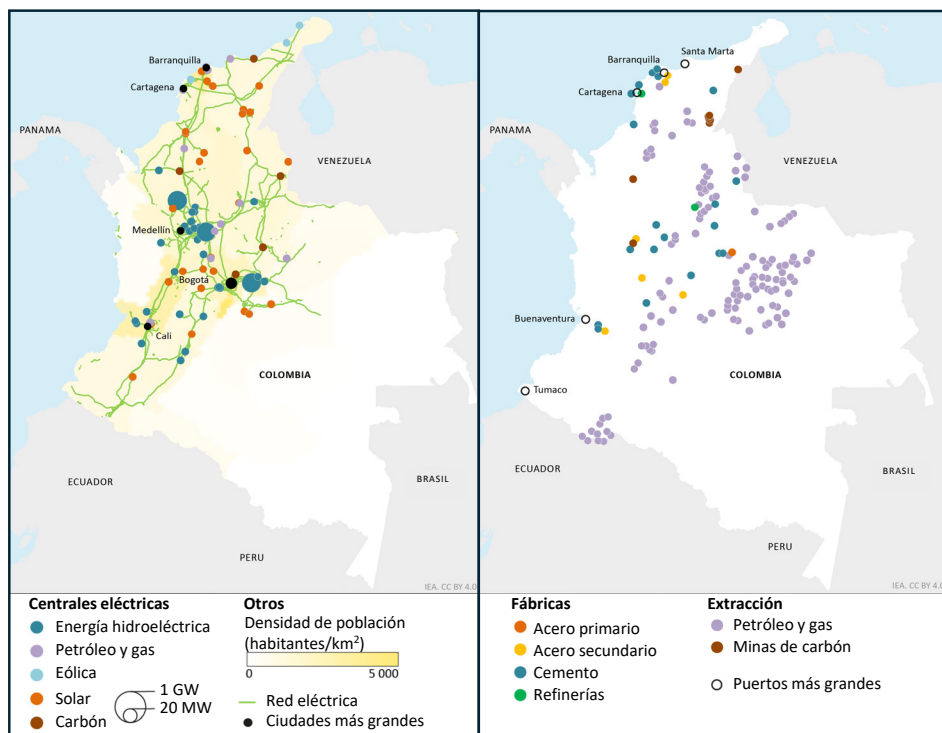 Barranquilla
Cartagena
PANAMA
VENEZUELA
Medellín
Bogotá
Cali
COLOMBIA
ECUADOR
BRASIL
PERU
IEA. CC BY 4.0
Centrales eléctricas
Energía hidroeléctrica
Petróleo y gas
Eólica
Solar
Carbón
1 GW
20 MW
Otros
Densidad de población
(habitantes/km²)
0 5 000
Red eléctrica
Ciudades más grandes
Santa Marta
Barranquilla
Cartagena
PANAMA
VENEZUELA
Buenaventura
COLOMBIA
Tumaco
ECUADOR
BRASIL
PERU
IEA. CC BY 4.0
Fábricas
Acero primario
Acero secundario
Cemento
Refinerías
Extracción
Petróleo y gas
Minas de carbón
Puertos más grandes